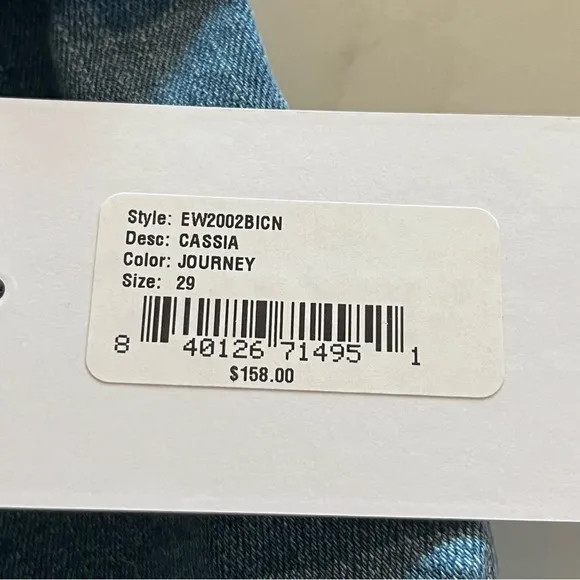 Style: EW2002BICN
Desc: CASSIA
Color: JOURNEY
Size: 29
8 40126 71495 1
$158.00